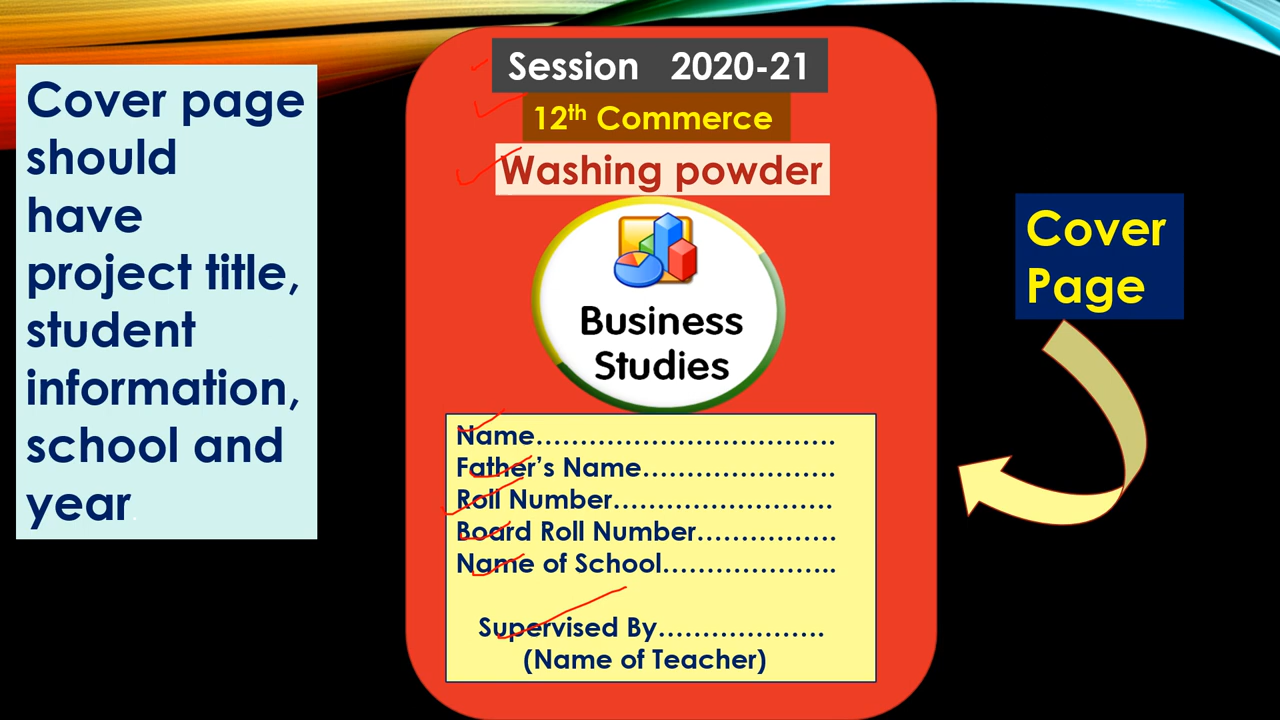 Cover page
should
have
project title,
student
information,
school and
year.
Session 2020-21
12th Commerce
Washing powder
Business
Studies
Name……………………………….
Father's Name………………….
Roll Number…………………….
Board Roll Number…………….
Name of School………………..
Supervised By……………….
(Name of Teacher)
Cover
Page